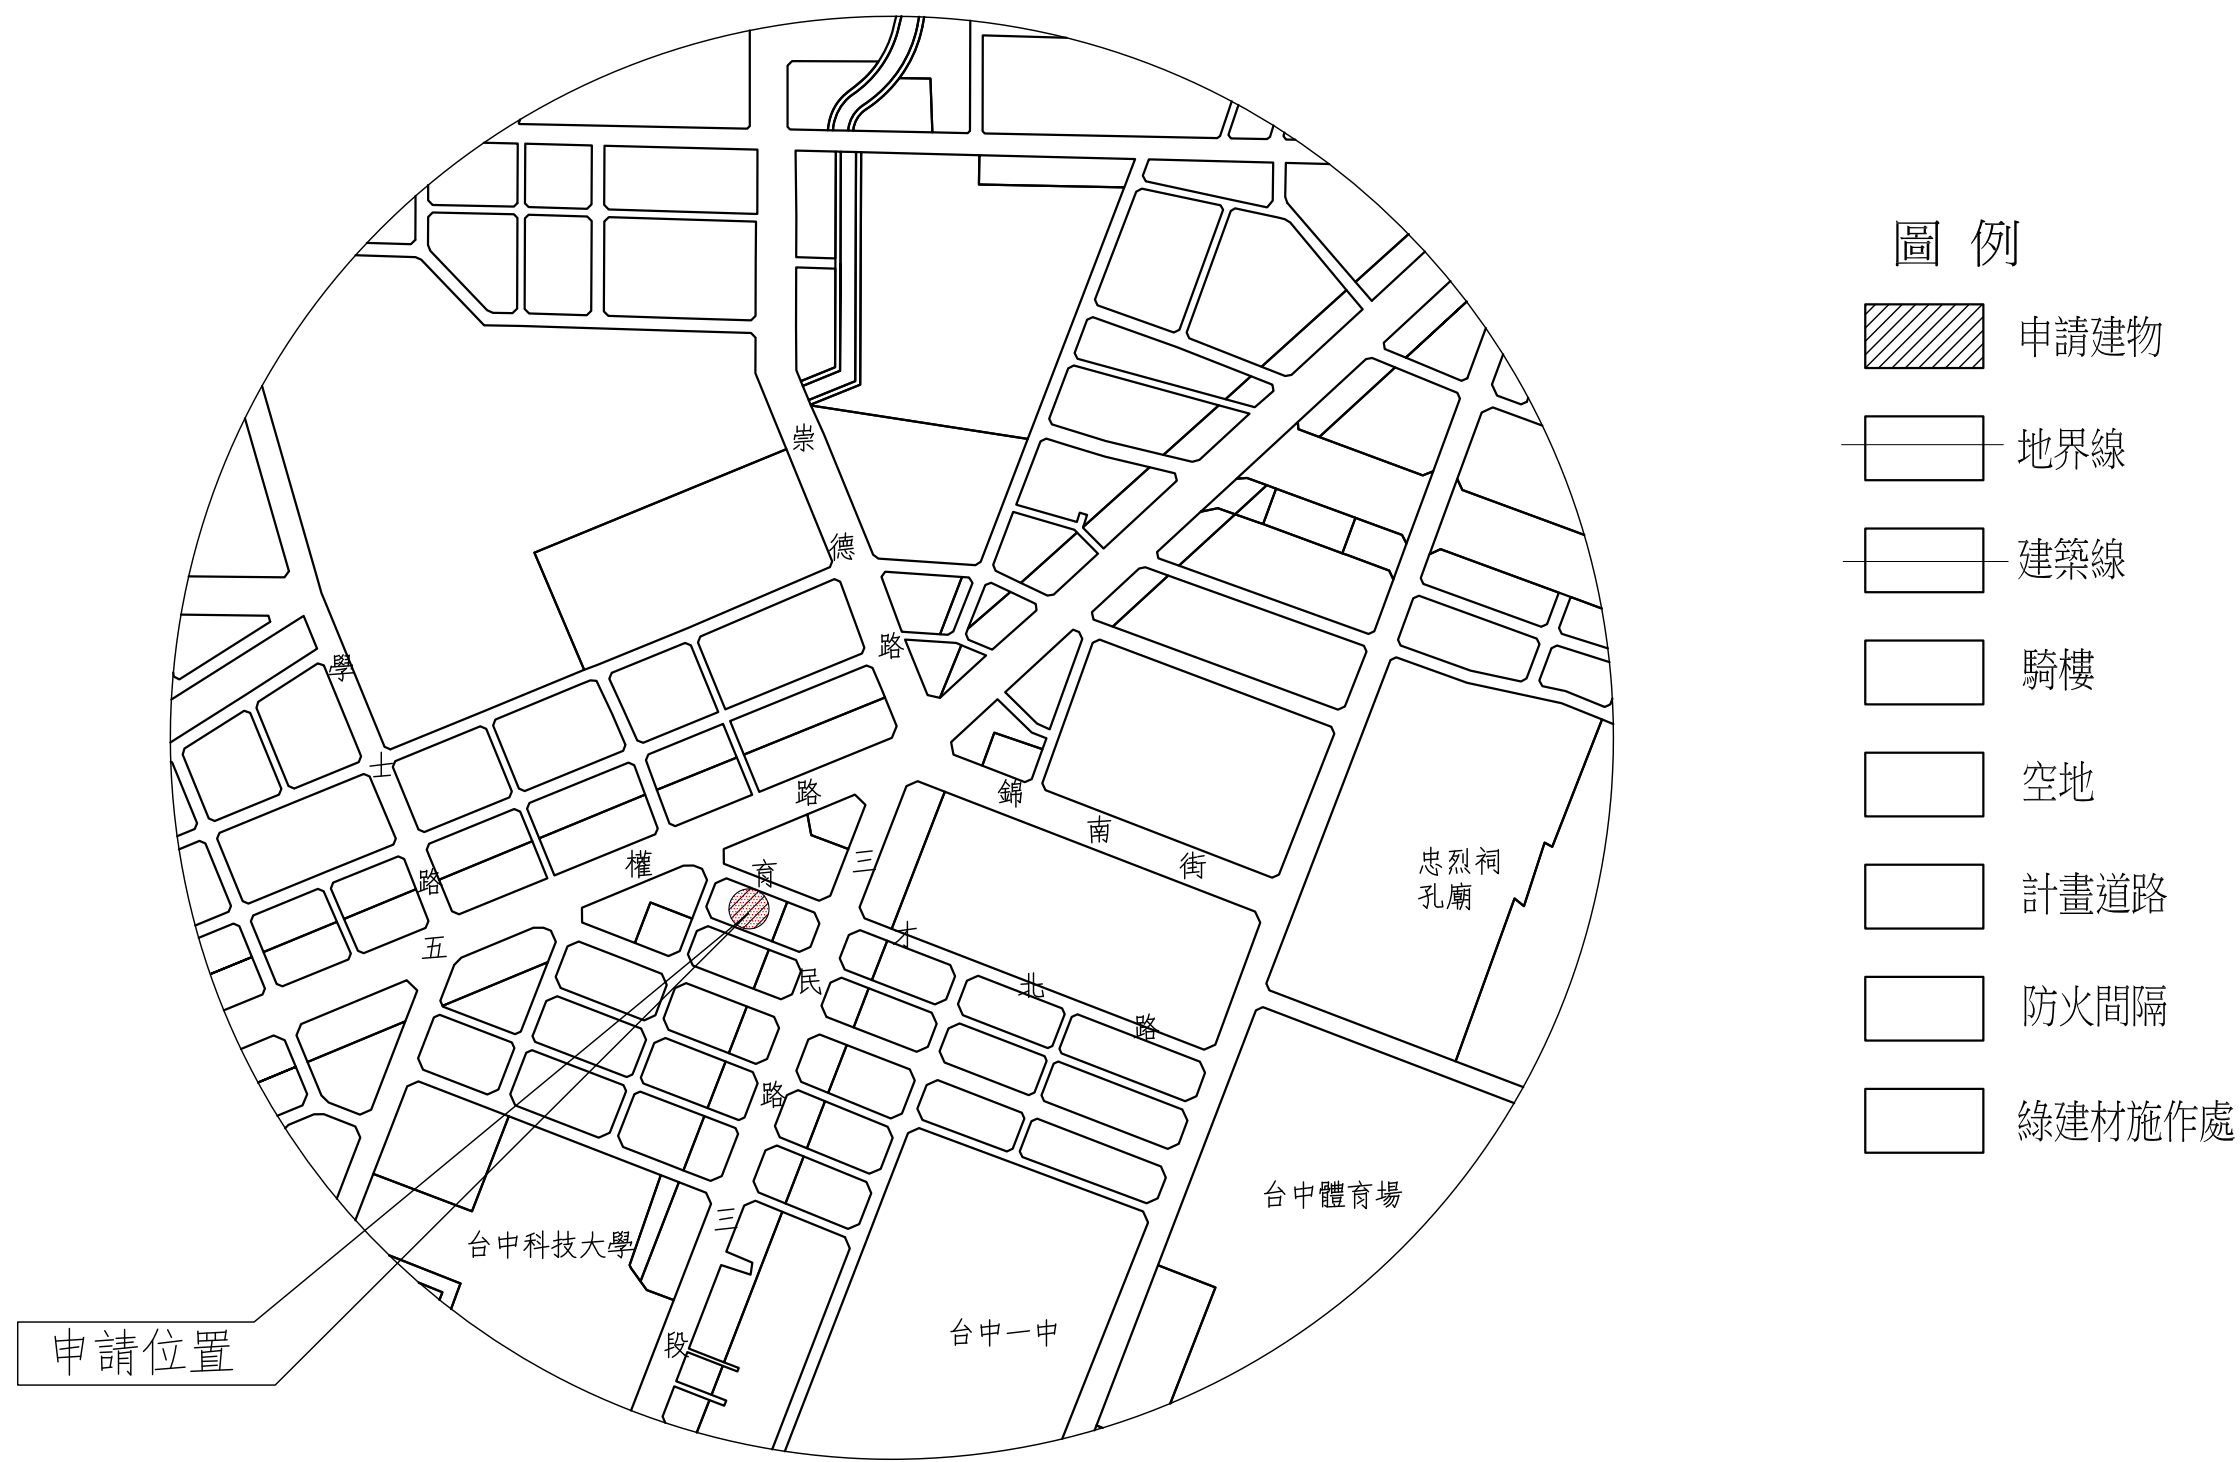 圖 例
申請建物
地界線
建築線
騎樓
空地
計畫道路
防火間隔
綠建材施作處
崇德路
學士路
五權路
錦南街
育才北路
三民路三段
忠烈祠
孔廟
台中體育場
台中科技大學
台中一中
申請位置